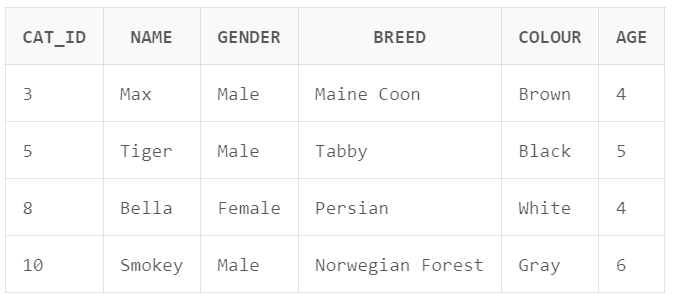 CAT_ID NAME GENDER BREED COLOUR AGE
3 Max Male Maine Coon Brown 4
5 Tiger Male Tabby Black 5
8 Bella Female Persian White 4
10 Smokey Male Norwegian Forest Gray 6